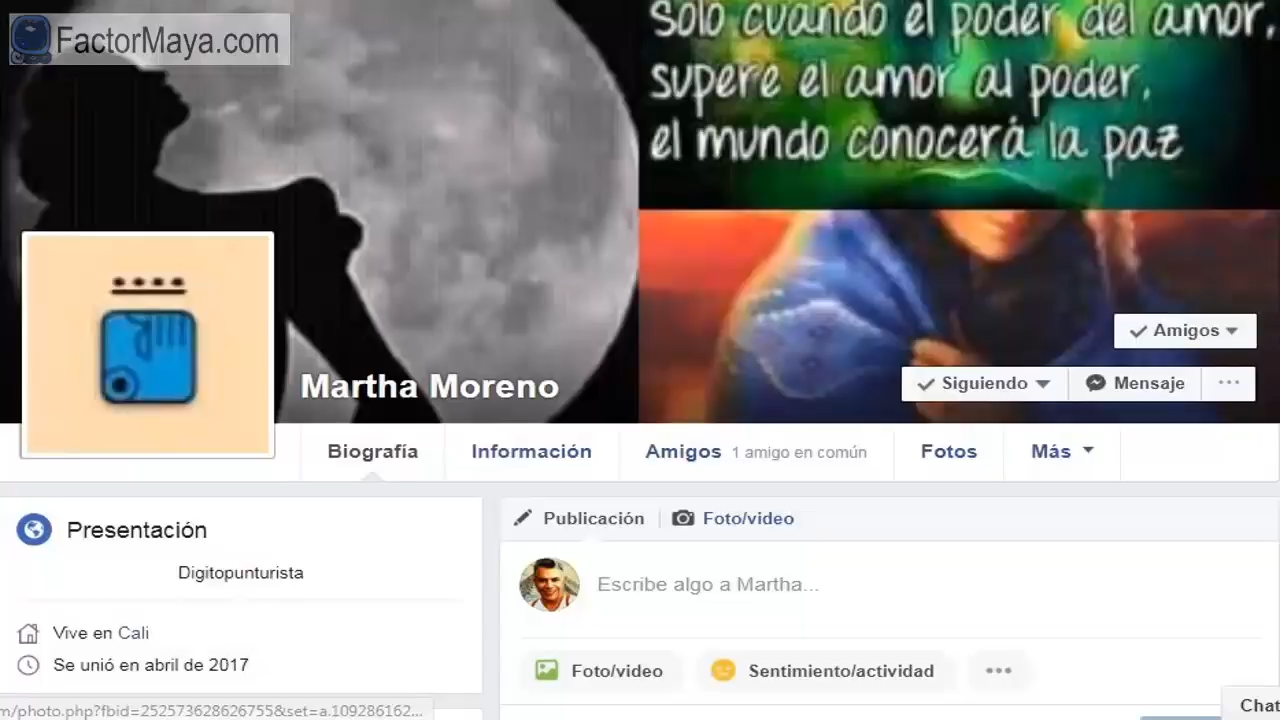 FactorMaya.com
Solo cuando el poder del amor,
supere el amor al poder,
el mundo conocerá la paz
Amigos
Martha Moreno
Siguiendo
Mensaje
Biografía
Información
Amigos 1 amigo en común
Fotos
Más
Presentación
Digitopunturista
Vive en Cali
Se unió en abril de 2017
Publicación
Foto/video
Escribe algo a Martha...
Foto/video
Sentimiento/actividad
m/photo.php?fbid=252573628626755&set=a.109286162...
Chat